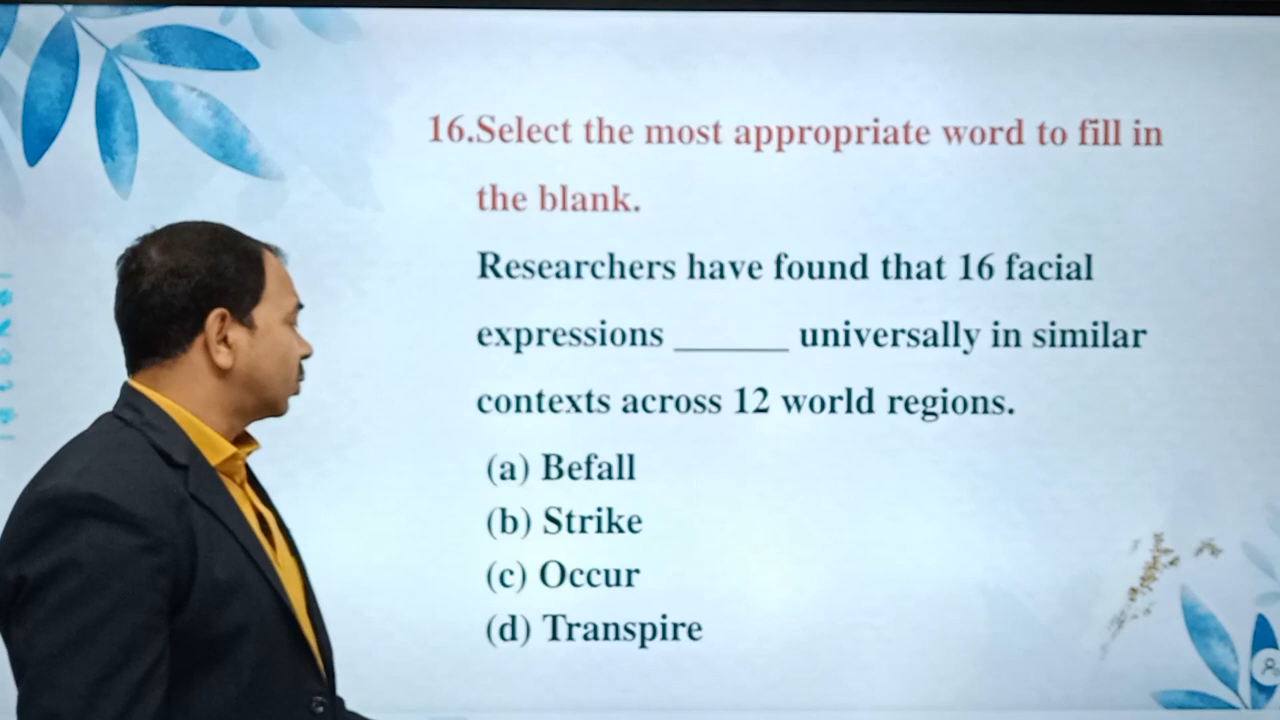 16.Select the most appropriate word to fill in
the blank.
Researchers have found that 16 facial
expressions ______ universally in similar
contexts across 12 world regions.
(a) Befall
(b) Strike
(c) Occur
(d) Transpire